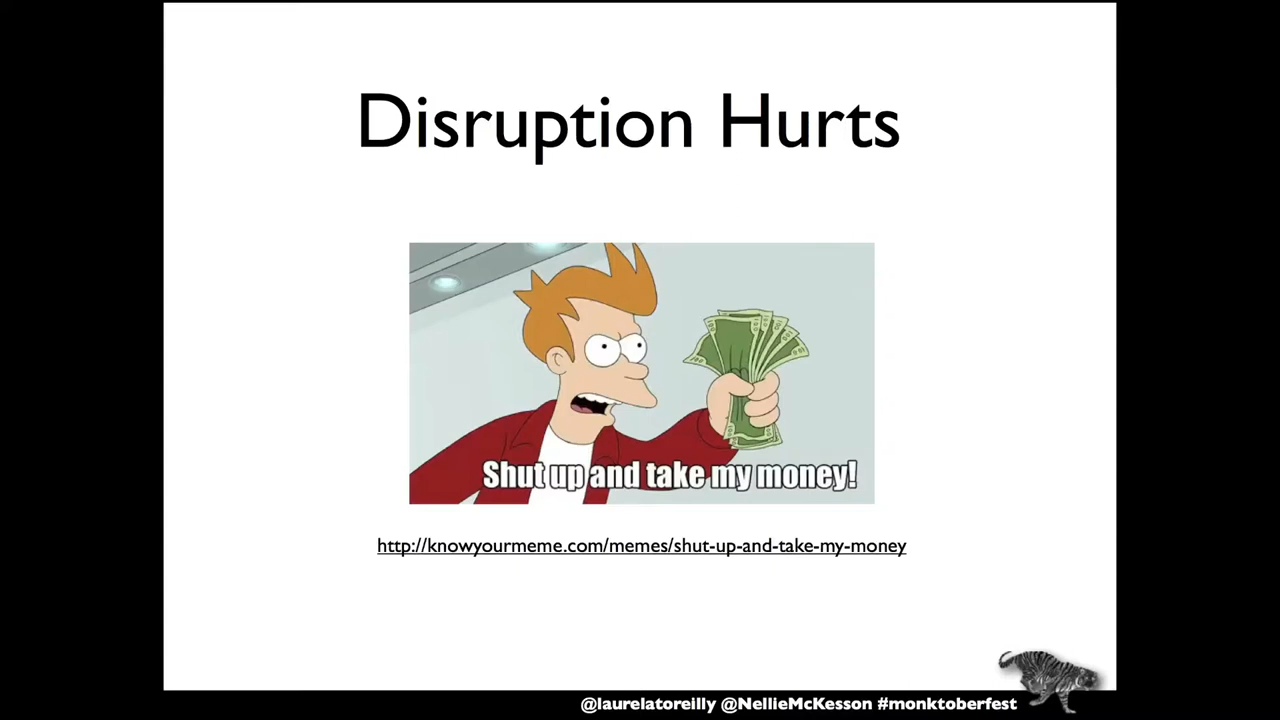 Disruption Hurts
Shut up and take my money!
http://knowyourmeme.com/memes/shut-up-and-take-my-money
@laurelatoreilly @NellieMcKesson #monktoberfest